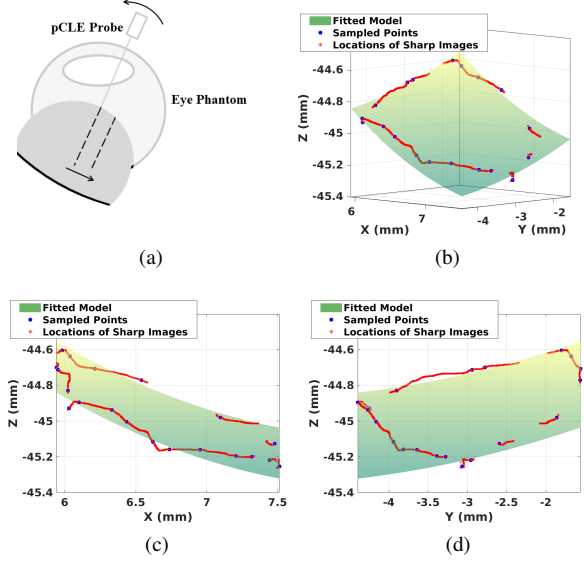 pCLE Probe
Eye Phantom
(a)
Fitted Model
Sampled Points
Locations of Sharp Images
-44.6
-44.8
-45
-45.2
-45.4
Z (mm)
6
7
X (mm)
-4
-3
-2
Y (mm)
(b)
Fitted Model
Sampled Points
Locations of Sharp Images
-44.6
-44.8
-45
-45.2
-45.4
Z (mm)
6
6.5
7
7.5
X (mm)
(c)
Fitted Model
Sampled Points
Locations of Sharp Images
-44.6
-44.8
-45
-45.2
-45.4
Z (mm)
-4
-3.5
-3
-2.5
-2
Y (mm)
(d)